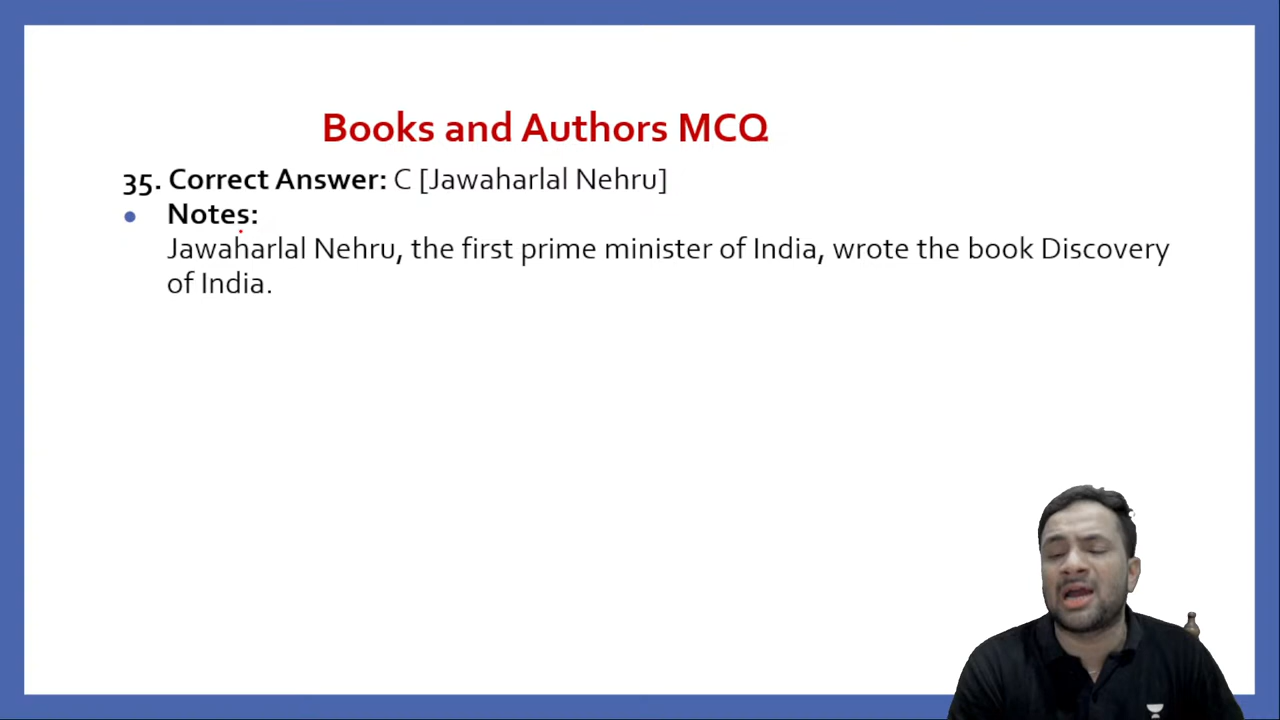 Books and Authors MCQ
35. Correct Answer: C [Jawaharlal Nehru]
Notes:
Jawaharlal Nehru, the first prime minister of India, wrote the book Discovery
of India.